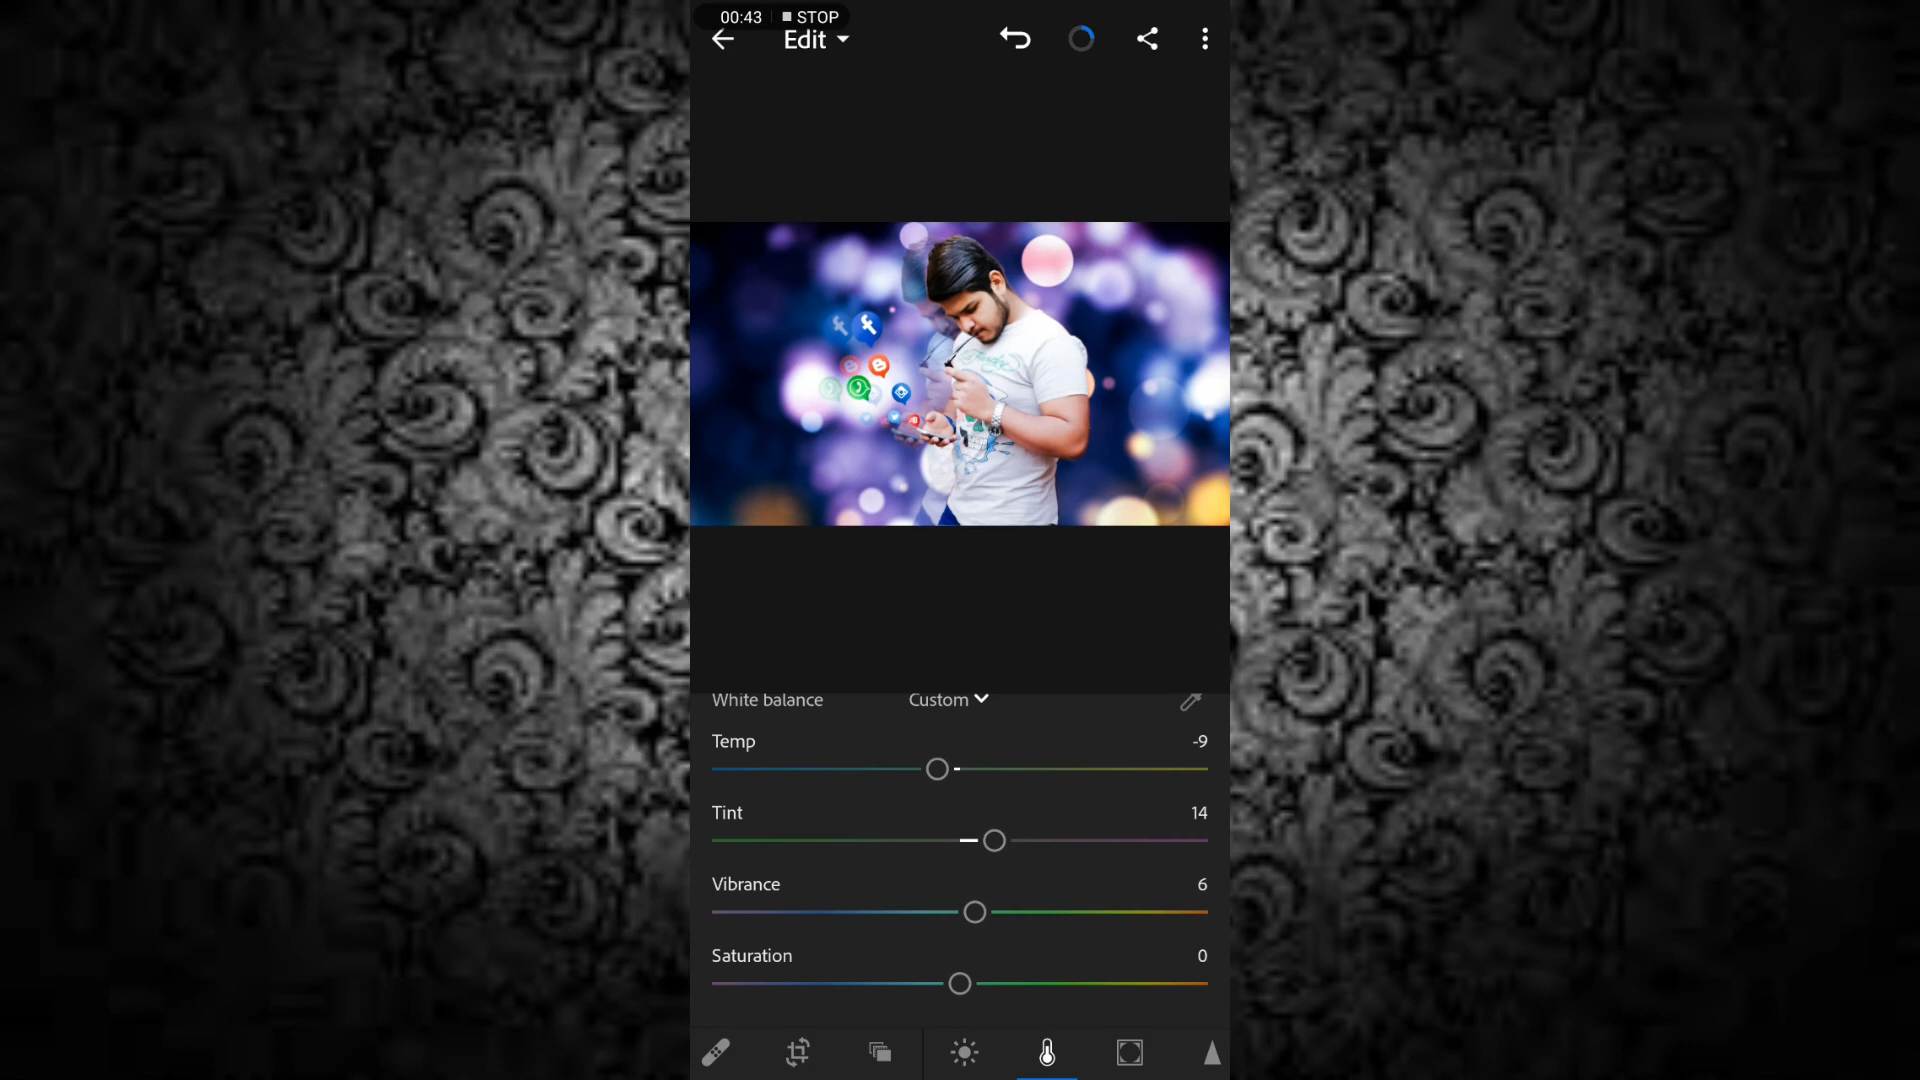 00:43 STOP
Edit
White balance Custom
Temp -9
Tint 14
Vibrance 6
Saturation 0